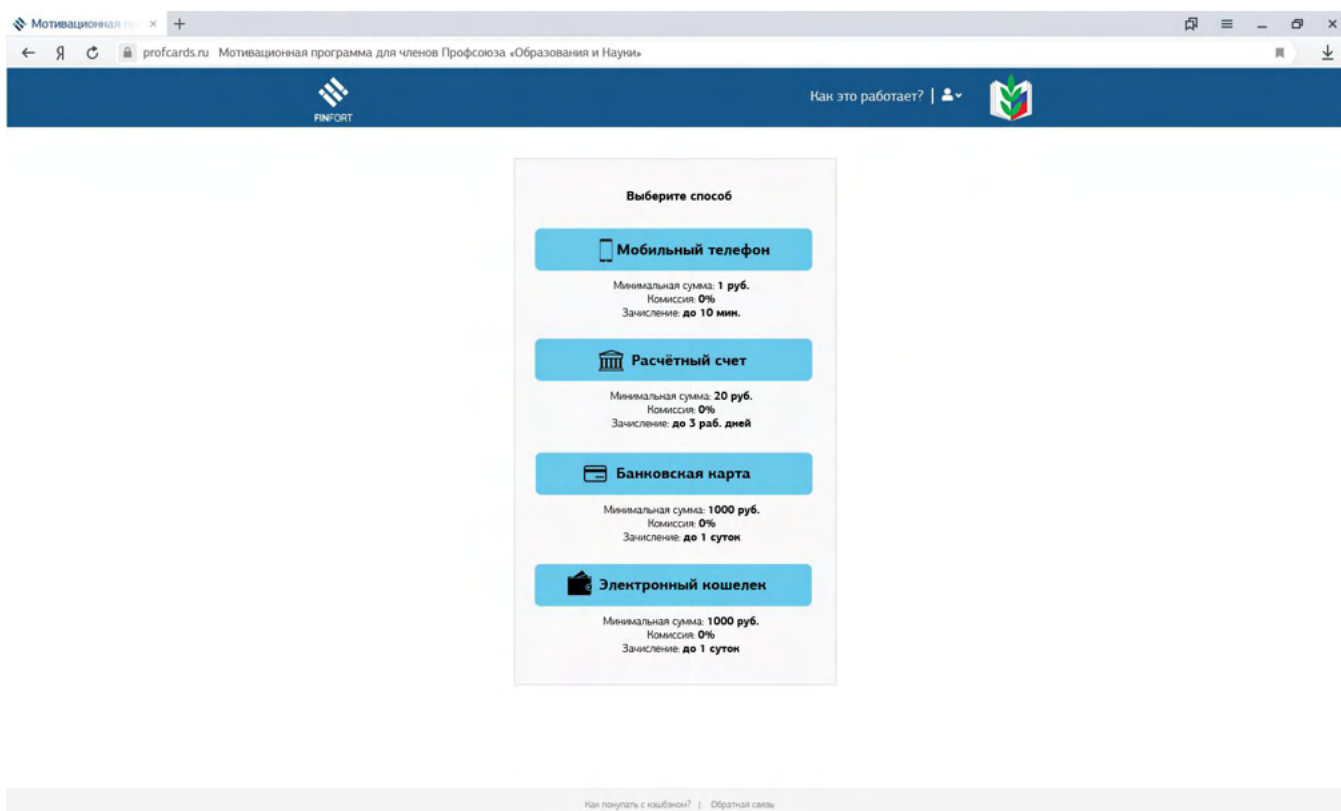 Мотивационная пр
profcards.ru Мотивационная программа для членов Профсоюза «Образования и Науки»
FINFORT
Как это работает? |
Выберите способ
Мобильный телефон
Минимальная сумма: 1 руб.
Комиссия: 0%
Зачисление: до 10 мин.
Расчётный счет
Минимальная сумма: 20 руб.
Комиссия: 0%
Зачисление: до 3 раб. дней
Банковская карта
Минимальная сумма: 1000 руб.
Комиссия: 0%
Зачисление: до 1 суток
Электронный кошелек
Минимальная сумма: 1000 руб.
Комиссия: 0%
Зачисление: до 1 суток
Как покупать с кэшбэком? | Обратная связь